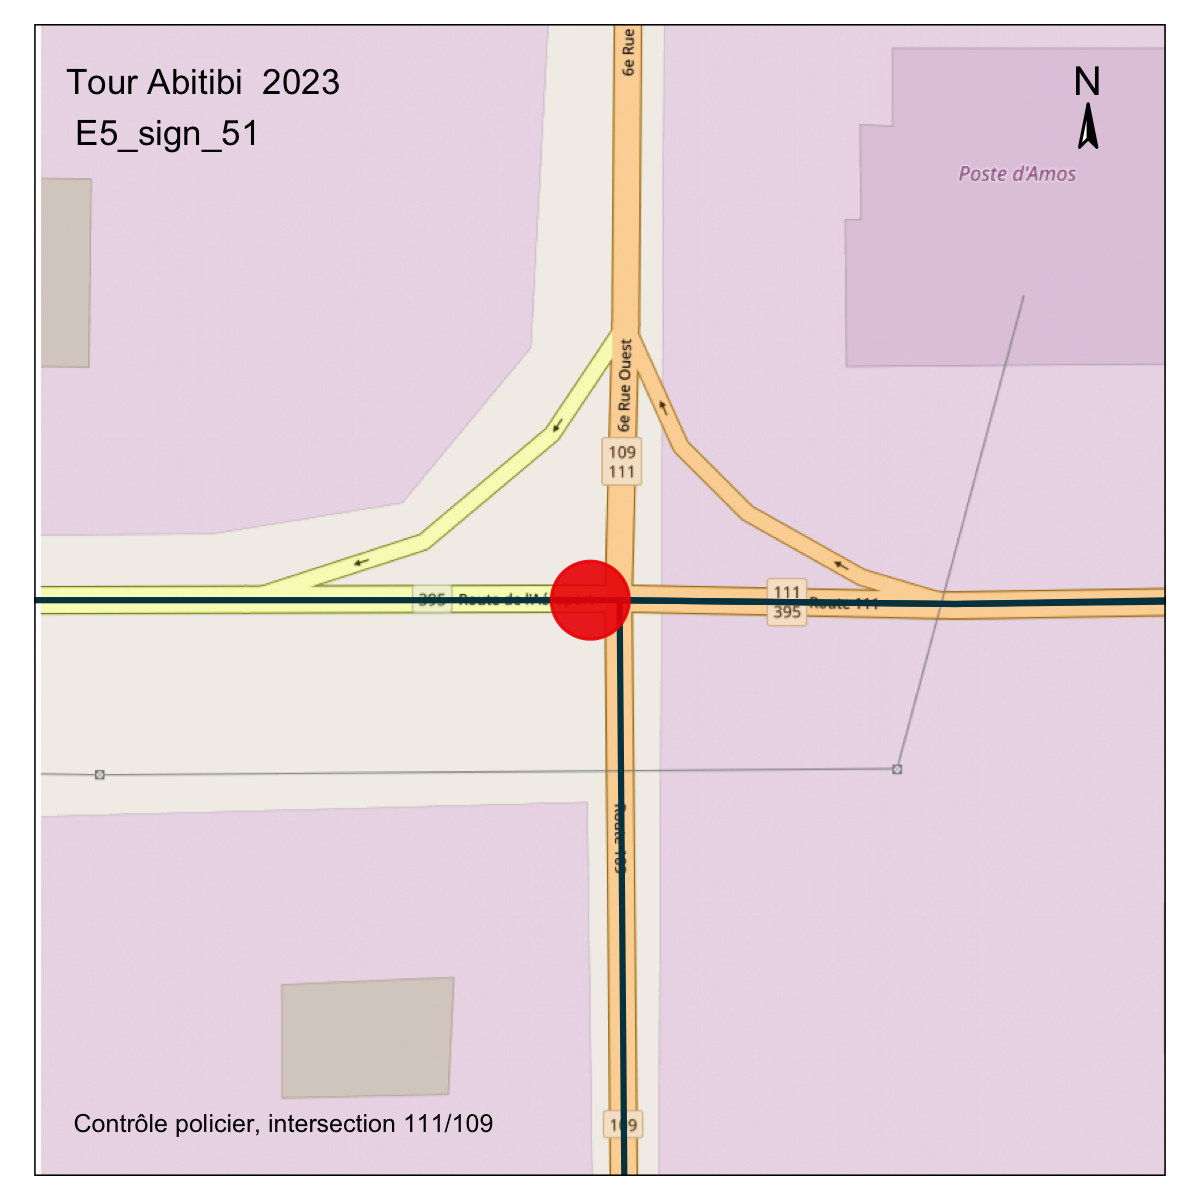 Tour Abitibi  2023
E5_sign_51
6e Rue
N
Poste d'Amos
6e Rue Ouest
109
111
395
Route de l'Aéroport
111
395
Route 111
Route 109
109
Contrôle policier, intersection 111/109